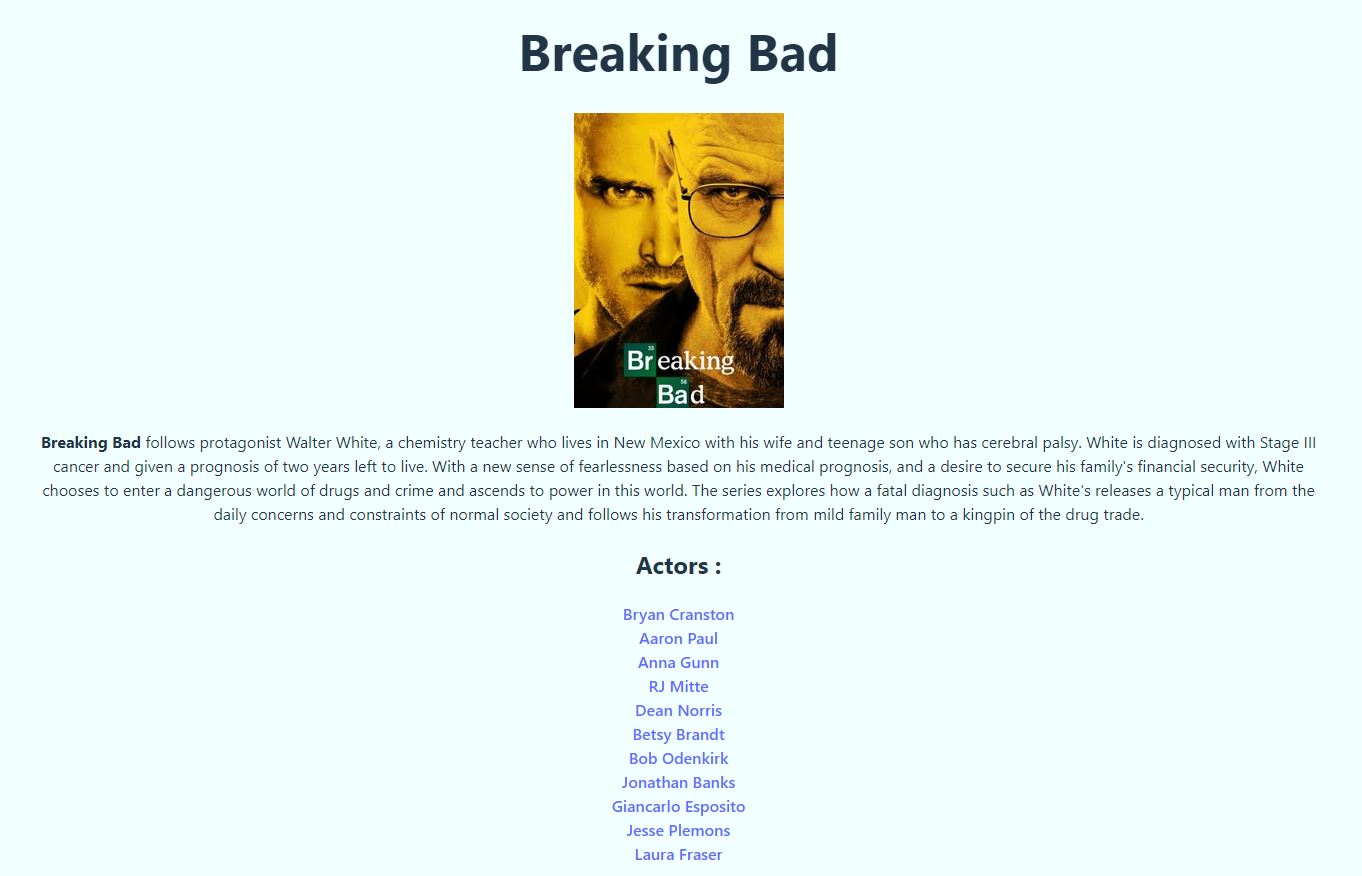 Breaking Bad
35
Breaking
56
Bad
Breaking Bad follows protagonist Walter White, a chemistry teacher who lives in New Mexico with his wife and teenage son who has cerebral palsy. White is diagnosed with Stage III
cancer and given a prognosis of two years left to live. With a new sense of fearlessness based on his medical prognosis, and a desire to secure his family's financial security, White
chooses to enter a dangerous world of drugs and crime and ascends to power in this world. The series explores how a fatal diagnosis such as White's releases a typical man from the
daily concerns and constraints of normal society and follows his transformation from mild family man to a kingpin of the drug trade.
Actors :
Bryan Cranston
Aaron Paul
Anna Gunn
RJ Mitte
Dean Norris
Betsy Brandt
Bob Odenkirk
Jonathan Banks
Giancarlo Esposito
Jesse Plemons
Laura Fraser